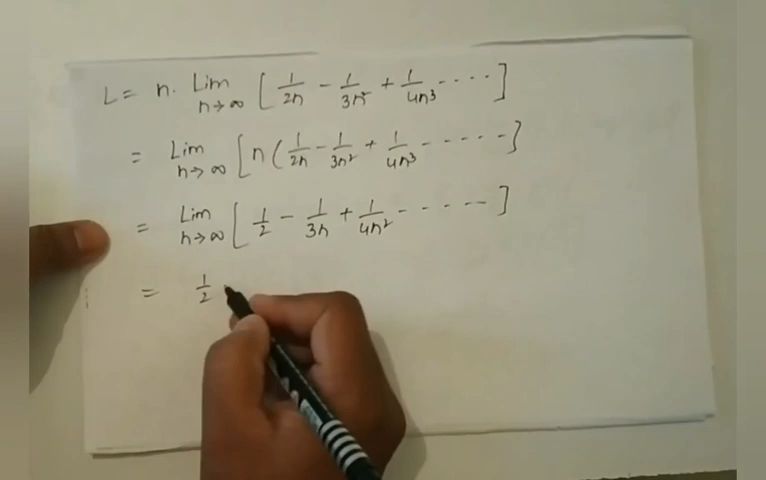 L = n. Lim n→∞ [ 1/2n - 1/3n² + 1/4n³ - - - - ]
= Lim n→∞ [ n ( 1/2n - 1/3n² + 1/4n³ - - - - - - ]
= Lim n→∞ [ 1/2 - 1/3n + 1/4n² - - - - - - ]
= 1/2